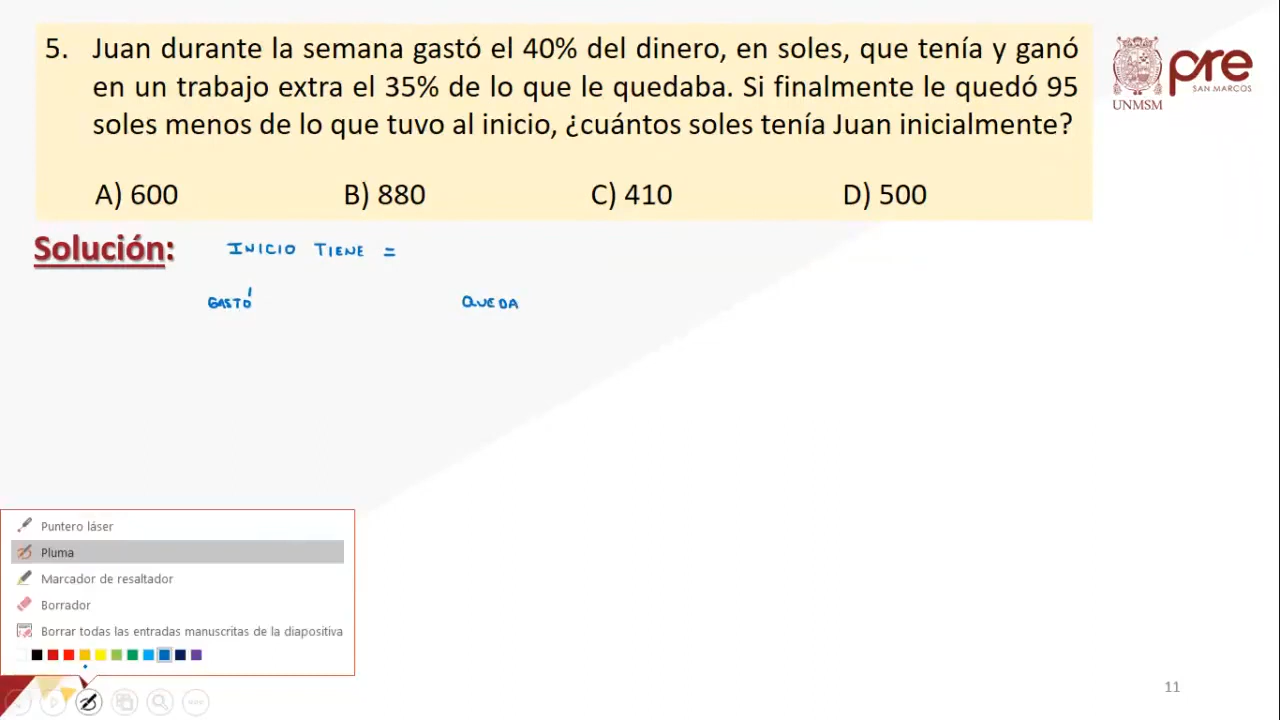 5. Juan durante la semana gastó el 40% del dinero, en soles, que tenía y ganó
en un trabajo extra el 35% de lo que le quedaba. Si finalmente le quedó 95
soles menos de lo que tuvo al inicio, ¿cuántos soles tenía Juan inicialmente?
A) 600 B) 880 C) 410 D) 500
UNMSM
pre
SAN MARCOS
Solución:
INICIO TIENE =
GASTÓ QUEDA
Puntero láser
Pluma
Marcador de resaltador
Borrador
Borrar todas las entradas manuscritas de la diapositiva
11